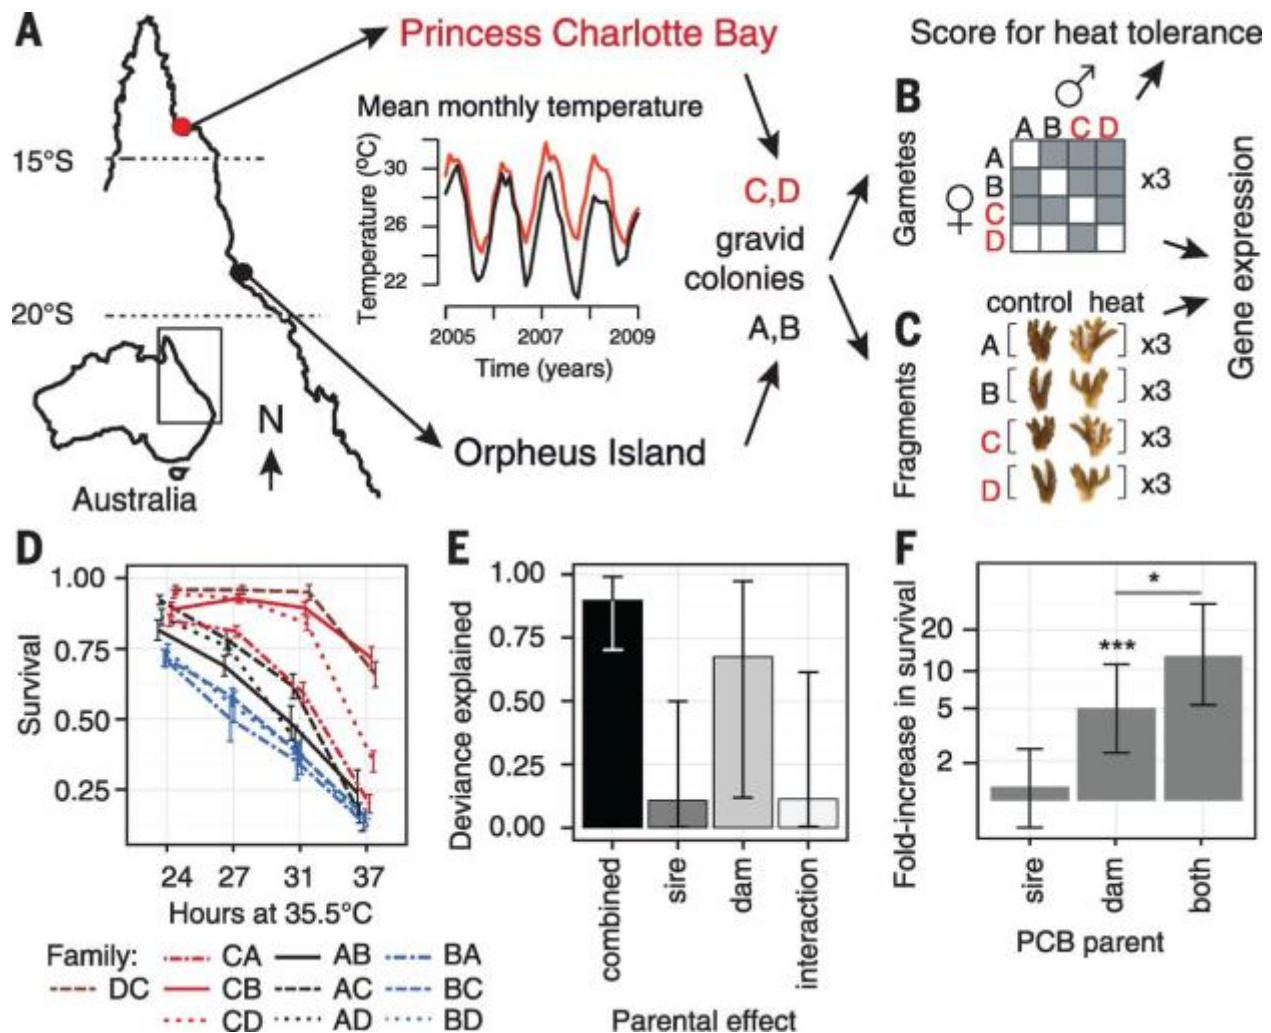 A
Princess Charlotte Bay
Score for heat tolerance
15°S
20°S
Australia
N
Mean monthly temperature
Temperature (ºC)
30
26
22
2005 2007 2009
Time (years)
Orpheus Island
C,D
gravid
colonies
A,B
B
Gametes
♂
A B C D
♀
A
B
C
D
x3
C
Fragments
control heat
A x3
B x3
C x3
D x3
Gene expression
D
Survival
1.00
0.75
0.50
0.25
24 27 31 37
Hours at 35.5°C
Family:
CA AB BA
DC CB AC BC
CD AD BD
E
Deviance explained
1.00
0.75
0.50
0.25
0.00
combined
sire
dam
interaction
Parental effect
F
Fold-increase in survival
20
10
5
2
*
***
sire
dam
both
PCB parent